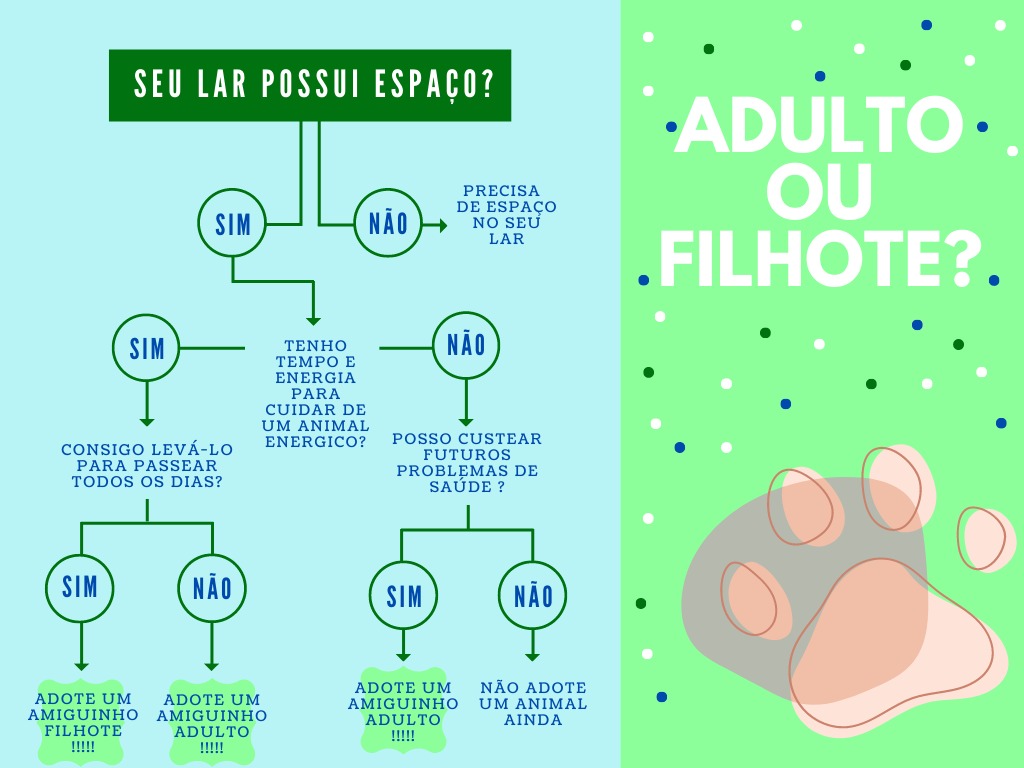 SEU LAR POSSUI ESPAÇO?
SIM
NÃO
PRECISA
DE ESPAÇO
NO SEU
LAR
SIM
TENHO
TEMPO E
ENERGIA
PARA
CUIDAR DE
UM ANIMAL
ENERGICO?
NÃO
CONSIGO LEVÁ-LO
PARA PASSEAR
TODOS OS DIAS?
POSSO CUSTEAR
FUTUROS
PROBLEMAS DE
SAÚDE ?
SIM
NÃO
SIM
NÃO
ADOTE UM
AMIGUINHO
FILHOTE
!!!!!
ADOTE UM
AMIGUINHO
ADULTO
!!!!!
ADOTE UM
AMIGUINHO
ADULTO
!!!!!
NÃO ADOTE
UM ANIMAL
AINDA
ADULTO
OU
FILHOTE?